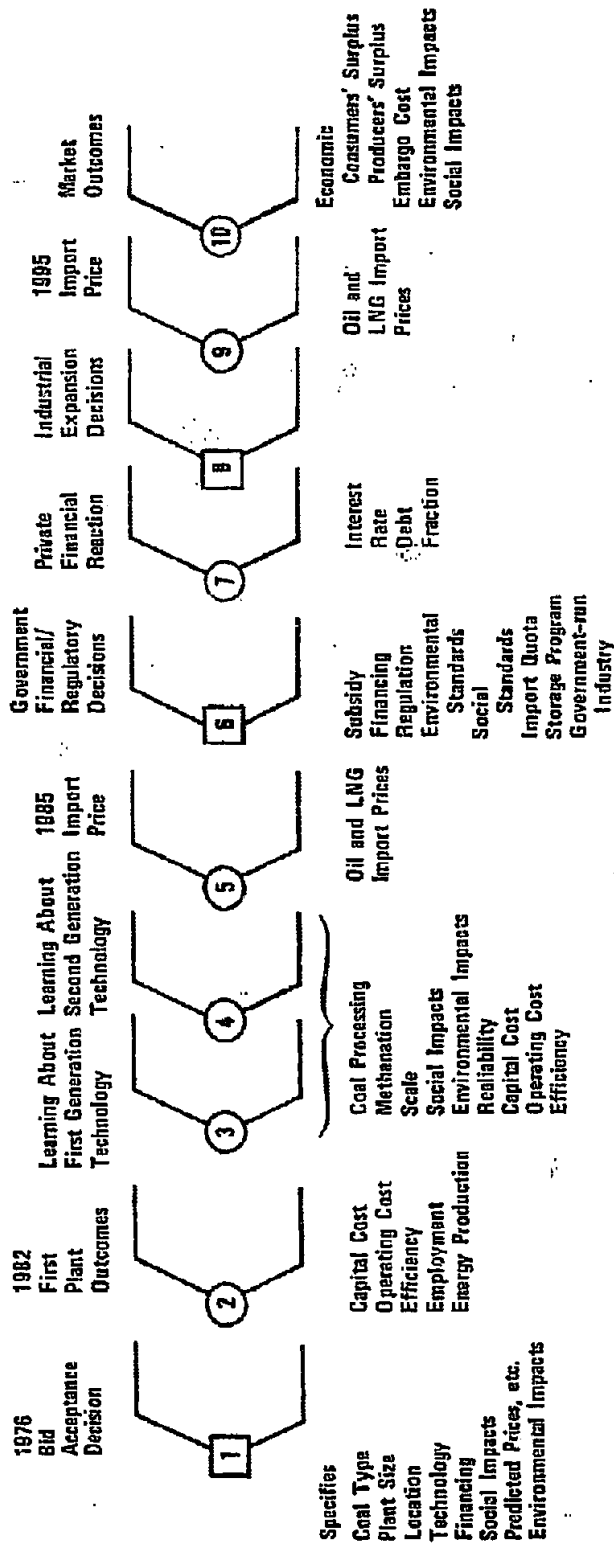 1976
Bid
Acceptance
Decision
1
Specifies
Coal Type
Plant Size
Location
Technology
Financing
Social Impacts
Predicted Prices, etc.
Environmental Impacts
1982
First
Plant
Outcomes
2
Capital Cost
Operating Cost
Efficiency
Employment
Energy Production
Learning About
First Generation
Technology
3
Learning About
Second Generation
Technology
4
Coal Processing
Methanation
Scale
Social Impacts
Environmental Impacts
Realiability
Capital Cost
Operating Cost
Efficiency
1985
Import
Price
5
Oil and LNG
Import Prices
Government
Financial/
Regulatory
Decisions
6
Subsidy
Financing
Regulation
Environmental
Standards
Social
Standards
Import Quota
Storage Program
Government-run
Industry
Private
Financial
Reaction
7
Interest
Rate
Debt
Fraction
Industrial
Expansion
Decisions
8
1995
Import
Price
9
Oil and
LNG Import
Prices
Market
Outcomes
10
Economic
Consumers' Surplus
Producers' Surplus
Embargo Cost
Environmental Impacts
Social Impacts